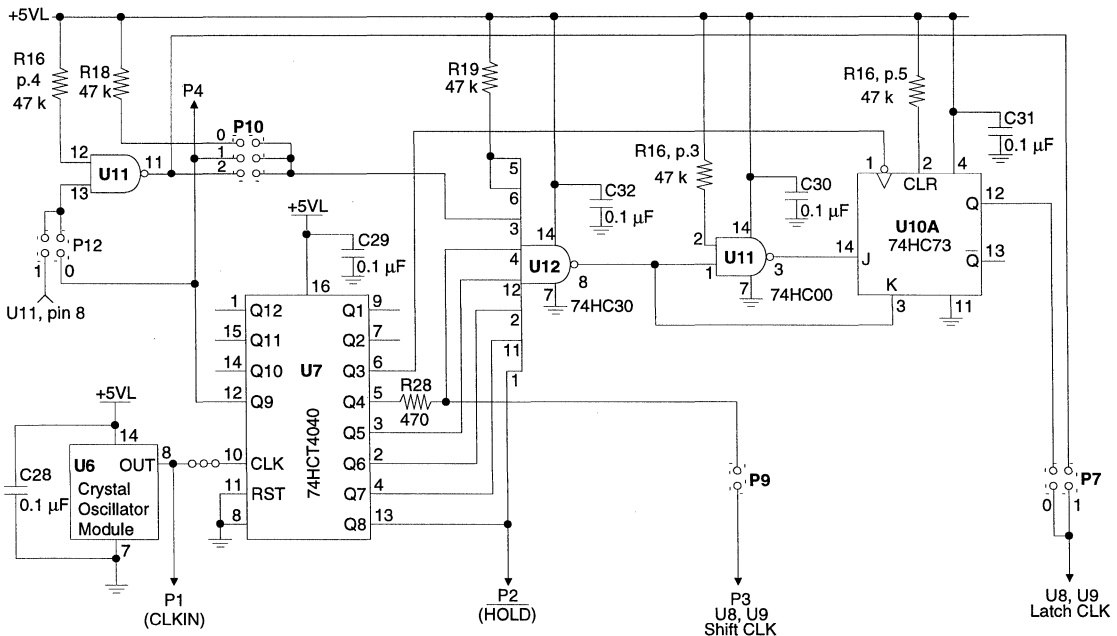 +5VL
R16
p.4
47 k
R18
47 k
P4
P10
0
1
2
12
13
U11
11
P12
1
0
U11, pin 8
+5VL
C29
0.1 µF
16
1
Q12
Q1
9
15
Q11
Q2
7
14
Q10
U7
Q3
6
12
Q9
Q4
5
Q5
3
10
CLK
Q6
2
11
RST
Q7
4
8
Q8
13
74HCT4040
R28
470
+5VL
14
U6
OUT
8
Crystal
Oscillator
Module
7
C28
0.1 µF
P1
(CLKIN)
R19
47 k
5
6
3
4
12
2
11
1
14
U12
8
7
74HC30
C32
0.1 µF
P2
(HOLD)
R16, p.3
47 k
2
1
14
U11
3
7
74HC00
C30
0.1 µF
R16, p.5
47 k
C31
0.1 µF
1
2
4
CLR
12
Q
U10A
74HC73
14
J
13
Q
K
3
11
P9
P3
U8, U9
Shift CLK
P7
0
1
U8, U9
Latch CLK